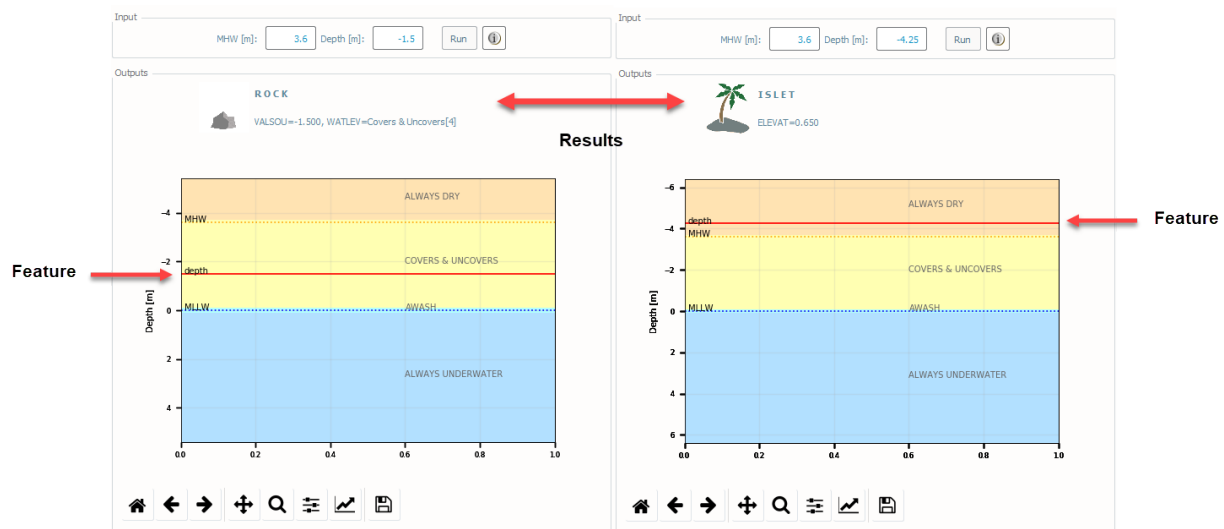 Input
MHW [m]: 3.6 Depth [m]: -1.5 Run
Outputs
ROCK
VALSOU=-1.500, WATLEV=Covers & Uncovers[4]
ALWAYS DRY
−4
MHW
−2
COVERS & UNCOVERS
depth
MLLW
AWASH
0
Depth [m]
2
ALWAYS UNDERWATER
4
0.0 0.2 0.4 0.6 0.8 1.0
Feature
Results
Input
MHW [m]: 3.6 Depth [m]: -4.25 Run
Outputs
ISLET
ELEVAT=0.650
−6
ALWAYS DRY
depth
−4
MHW
−2
COVERS & UNCOVERS
MLLW
AWASH
0
Depth [m]
2
ALWAYS UNDERWATER
4
6
0.0 0.2 0.4 0.6 0.8 1.0
Feature